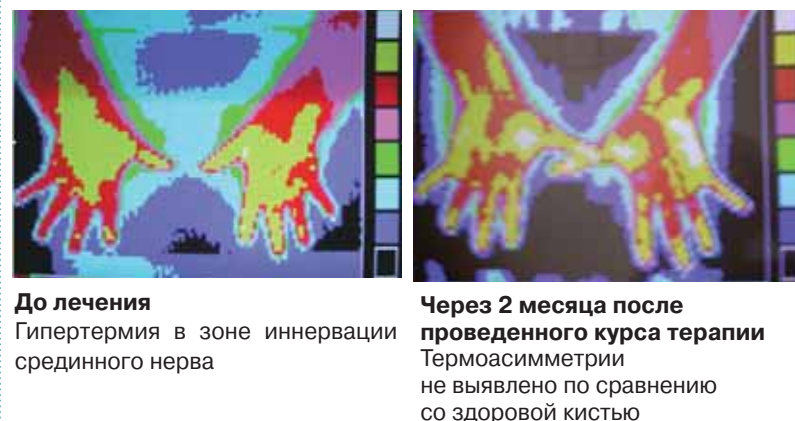 До лечения
Гипертермия в зоне иннервации
срединного нерва
Через 2 месяца после
проведенного курса терапии
Термоасимметрии
не выявлено по сравнению
со здоровой кистью